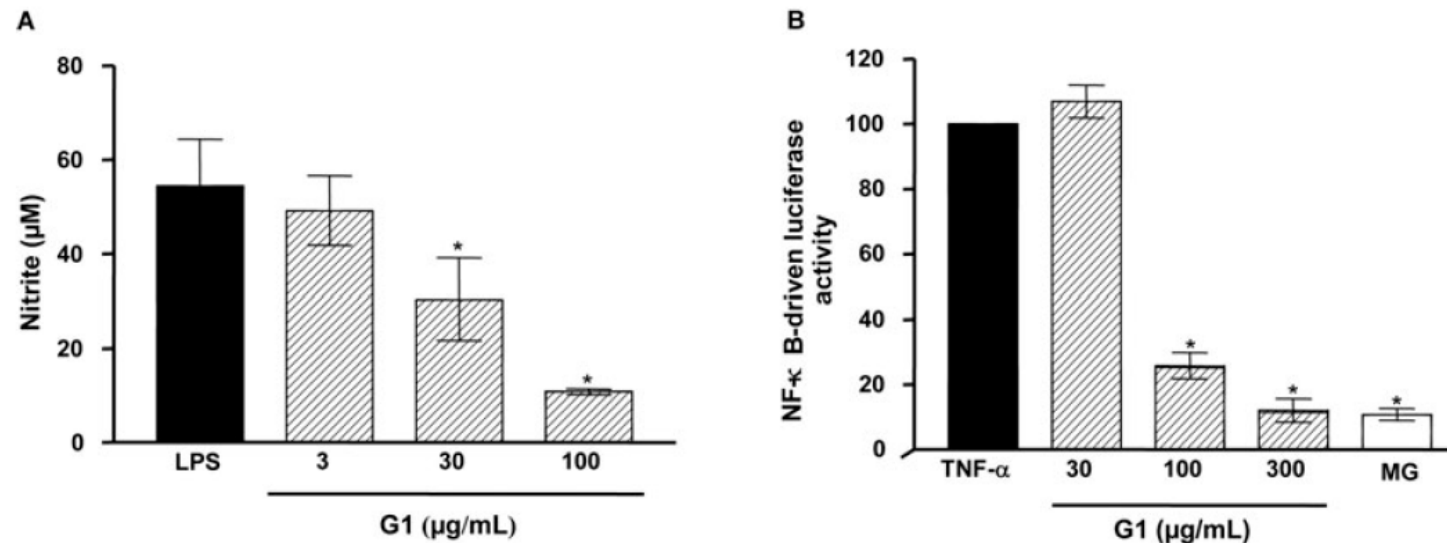 A
80
60
40
20
0
Nitrite (µM)
*
*
LPS 3 30 100
G1 (µg/mL)
B
120
100
80
60
40
20
0
NF-κ B-driven luciferase
activity
*
*
*
TNF-α 30 100 300 MG
G1 (µg/mL)